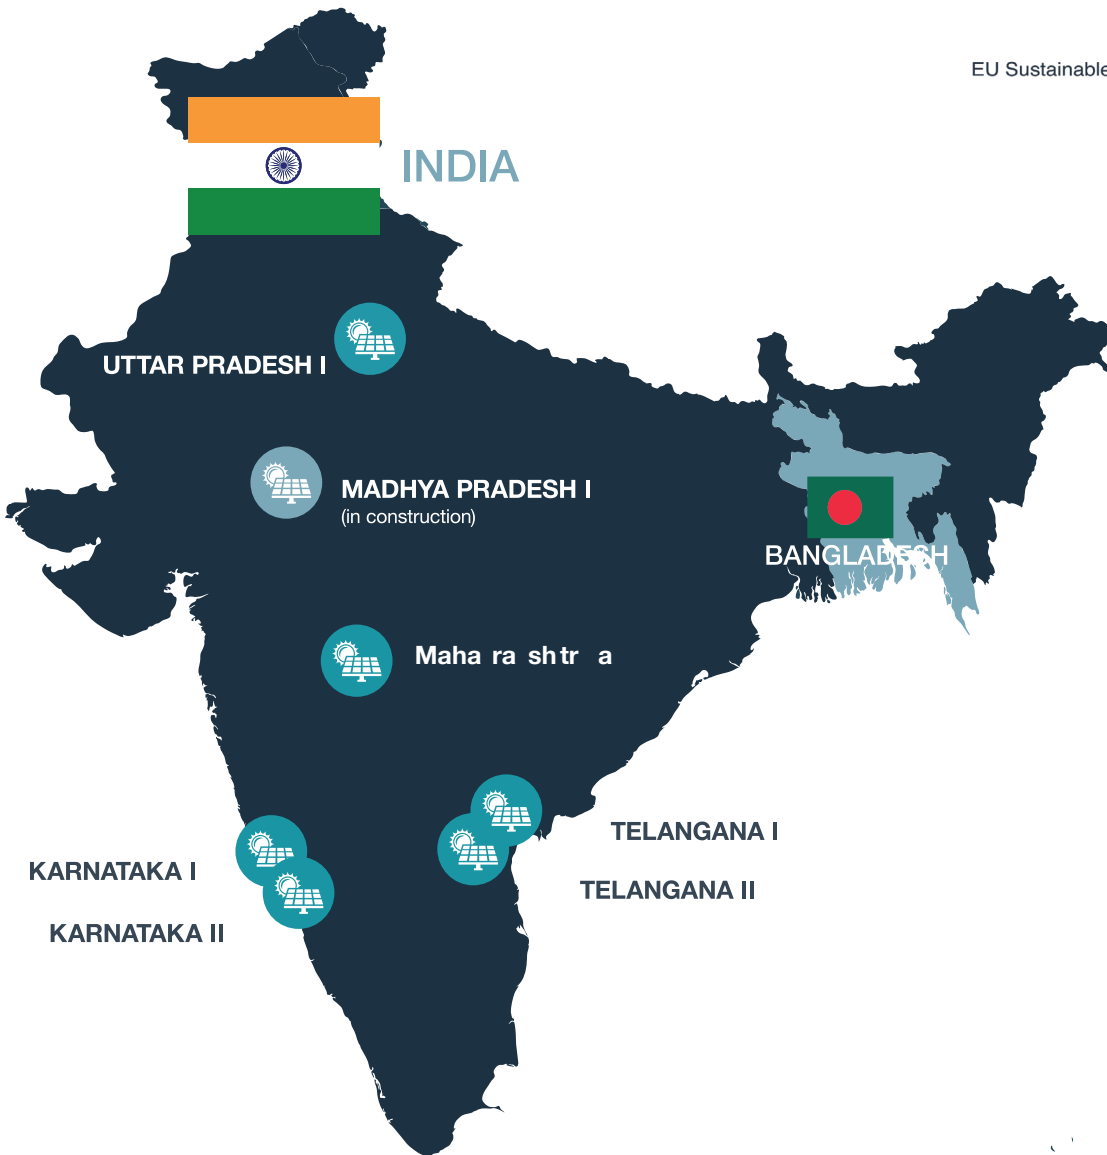 EU Sustainable
INDIA
UTTAR PRADESH I
MADHYA PRADESH I
(in construction)
BANGLADESH
Maha ra sh tr a
TELANGANA I
KARNATAKA I
TELANGANA II
KARNATAKA II